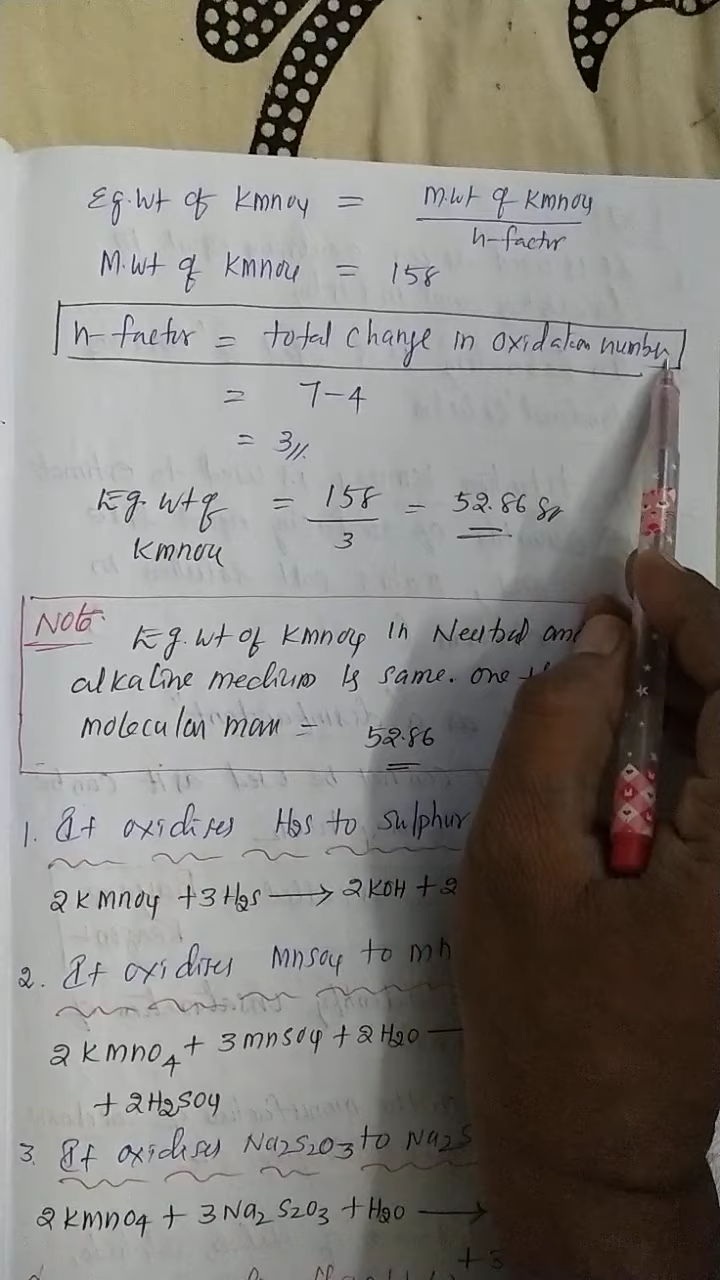 Eq.wt of KMnO4 = M.wt of KMnO4
n-factor
M.wt of KMnO4 = 158
n-factor = total change in oxidation number
= 7-4
= 3//
Eq. wt of = 158 = 52.86 gr
KMnO4 3
Note: Eq.wt of KMnO4 in Neutral and
alkaline medium is same. one
molecular mass = 52.86
1. It oxidises H2S to sulphur
2KMnO4 + 3H2S → 2KOH + 2
2. It oxidises MnSO4 to Mn
2KMnO4 + 3MnSO4 + 2H2O
+ 2H2SO4
3. It oxidises Na2S2O3 to Na2S
2KMnO4 + 3Na2S2O3 + H2O →
+3